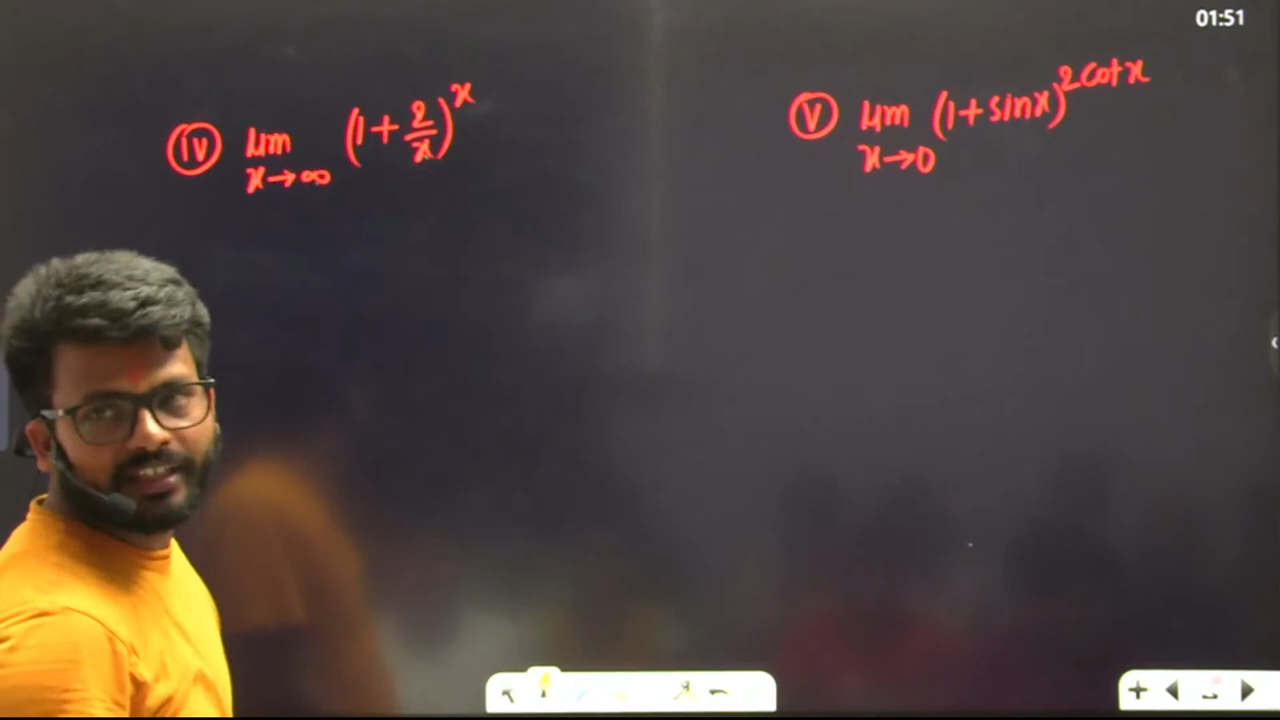 01:51
(iv) lim x→∞ (1+2/x)^x
(v) lim x→0 (1+sinx)^2cotx